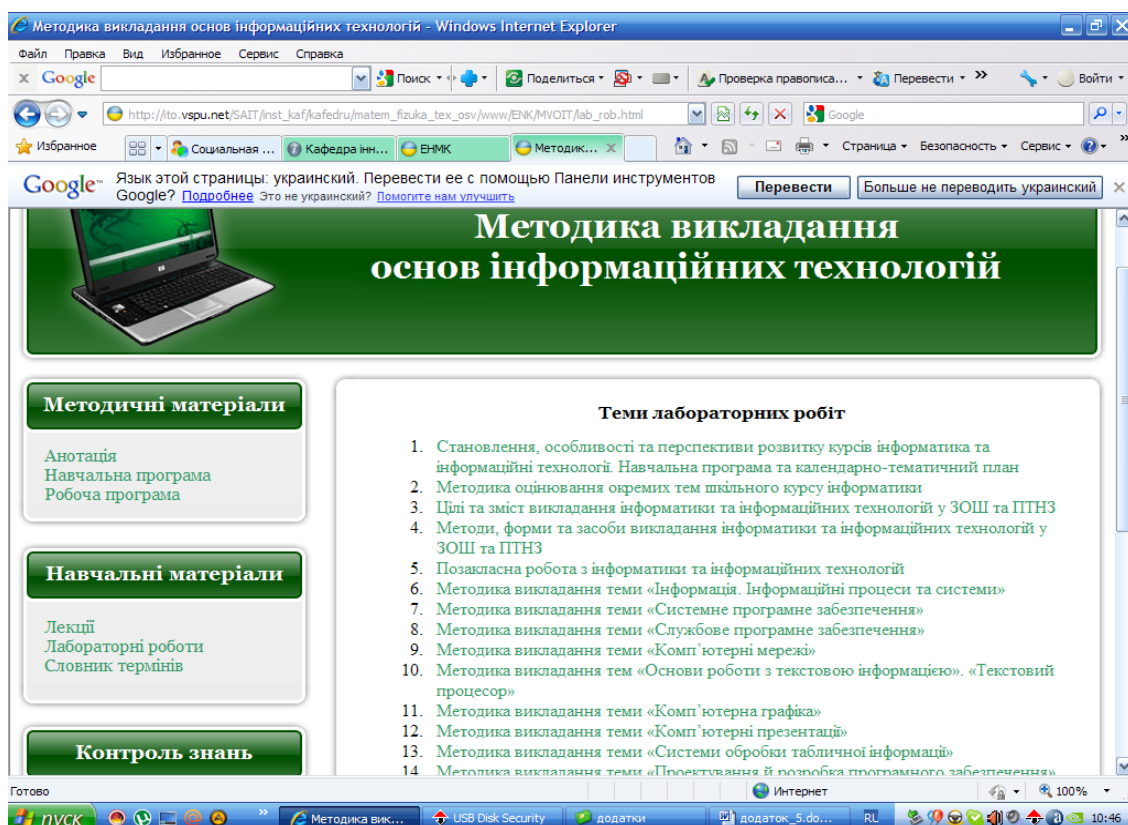 Методика викладання основ інформаційних технологій - Windows Internet Explorer
Файл Правка Вид Избранное Сервис Справка
x Google Поиск Поделиться Проверка правописа... Перевести » Войти
http://ito.vspu.net/SAIT/inst_kaf/kafedru/matem_fizuka_tex_osv/www/ENK/MVOIT/lab_rob.html Google
Избранное Социальная ... Кафедра інн... ЕНМК Методик... Страница Безопасность Сервис »
Google Язык этой страницы: украинский. Перевести ее с помощью Панели инструментов Перевести Больше не переводить украинский
Google? Подробнее Это не украинский? Помогите нам улучшить
Методика викладання
основ інформаційних технологій
Методичні матеріали
Анотація
Навчальна програма
Робоча програма
Навчальні матеріали
Лекції
Лабораторні роботи
Словник термінів
Контроль знань
Теми лабораторних робіт
1. Становлення, особливості та перспективи розвитку курсів інформатика та
інформаційні технології. Навчальна програма та календарно-тематичний план
2. Методика оцінювання окремих тем шкільного курсу інформатики
3. Цілі та зміст викладання інформатики та інформаційних технологій у ЗОШ та ПТНЗ
4. Методи, форми та засоби викладання інформатики та інформаційних технологій у
ЗОШ та ПТНЗ
5. Позакласна робота з інформатики та інформаційних технологій
6. Методика викладання теми «Інформація. Інформаційні процеси та системи»
7. Методика викладання теми «Системне програмне забезпечення»
8. Методика викладання теми «Службове програмне забезпечення»
9. Методика викладання теми «Комп'ютерні мережі»
10. Методика викладання тем «Основи роботи з текстовою інформацією». «Текстовий
процесор»
11. Методика викладання теми «Комп'ютерна графіка»
12. Методика викладання теми «Комп'ютерні презентації»
13. Методика викладання теми «Системи обробки табличної інформації»
14. Методика викладання теми «Проектування й розробка програмного забезпечення»
Готово Интернет 100%
пуск » Методика вик... USB Disk Security додатки додаток_5.do... RU 10:46